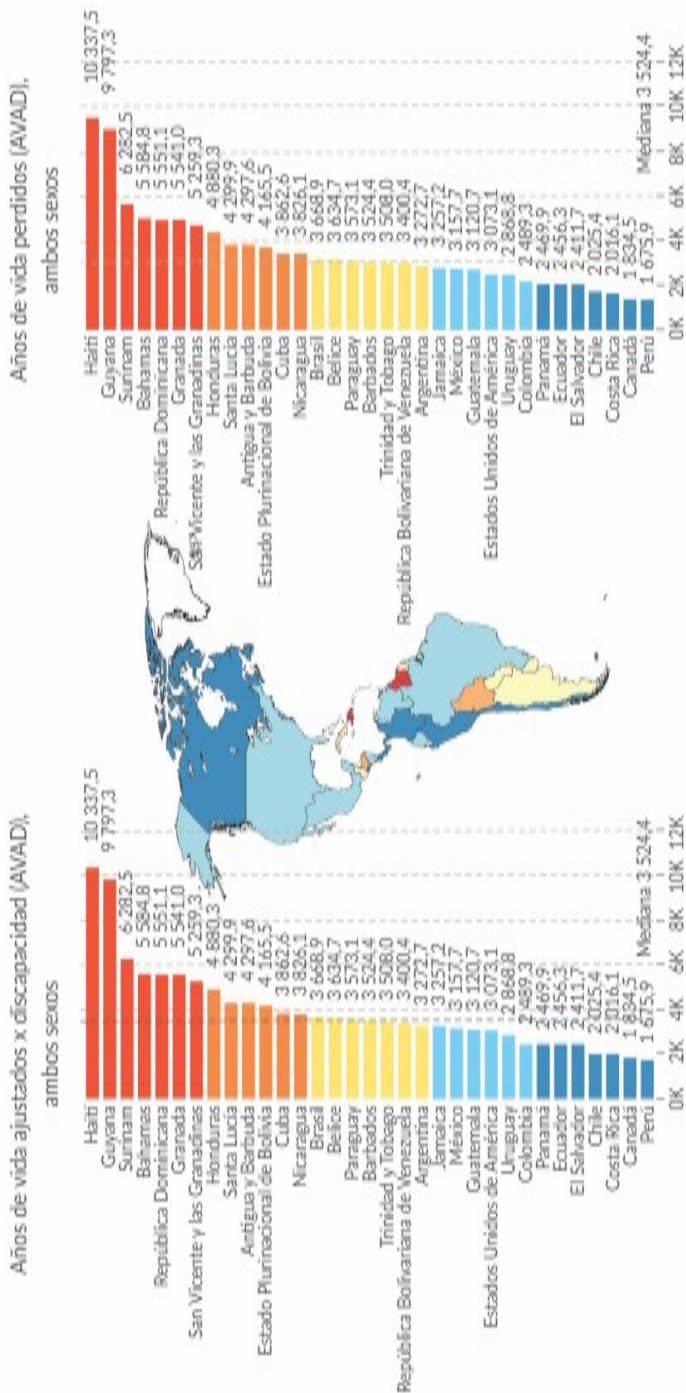 Años de vida ajustados x discapacidad (AVAD),
ambos sexos
Haití 10 337,5
Guyana 9 797,3
Surinam 6 282,5
Bahamas 5 584,8
República Dominicana 5 551,1
Granada 5 541,0
San Vicente y las Granadinas 5 259,3
Honduras 4 880,3
Santa Lucía 4 299,9
Antigua y Barbuda 4 297,6
Estado Plurinacional de Bolivia 4 165,5
Cuba 3 862,6
Nicaragua 3 826,1
Brasil 3 668,9
Belice 3 634,7
Paraguay 3 573,1
Barbados 3 524,4
Trinidad y Tobago 3 508,0
República Bolivariana de Venezuela 3 400,4
Argentina 3 272,7
Jamaica 3 257,2
México 3 157,7
Guatemala 3 120,7
Estados Unidos de América 3 073,1
Uruguay 2 868,8
Colombia 2 489,3
Panamá 2 469,9
Ecuador 2 456,3
El Salvador 2 411,7
Chile 2 025,4
Costa Rica 2 016,1
Canadá 1 834,5
Perú 1 675,9
Mediana 3 524,4
0K 2K 4K 6K 8K 10K 12K
Años de vida perdidos (AVAD),
ambos sexos
Haití 10 337,5
Guyana 9 797,3
Surinam 6 282,5
Bahamas 5 584,8
República Dominicana 5 551,1
Granada 5 541,0
San Vicente y las Granadinas 5 259,3
Honduras 4 880,3
Santa Lucía 4 299,9
Antigua y Barbuda 4 297,6
Estado Plurinacional de Bolivia 4 165,5
Cuba 3 862,6
Nicaragua 3 826,1
Brasil 3 668,9
Belice 3 634,7
Paraguay 3 573,1
Barbados 3 524,4
Trinidad y Tobago 3 508,0
República Bolivariana de Venezuela 3 400,4
Argentina 3 272,7
Jamaica 3 257,2
México 3 157,7
Guatemala 3 120,7
Estados Unidos de América 3 073,1
Uruguay 2 868,8
Colombia 2 489,3
Panamá 2 469,9
Ecuador 2 456,3
El Salvador 2 411,7
Chile 2 025,4
Costa Rica 2 016,1
Canadá 1 834,5
Perú 1 675,9
Mediana 3 524,4
0K 2K 4K 6K 8K 10K 12K